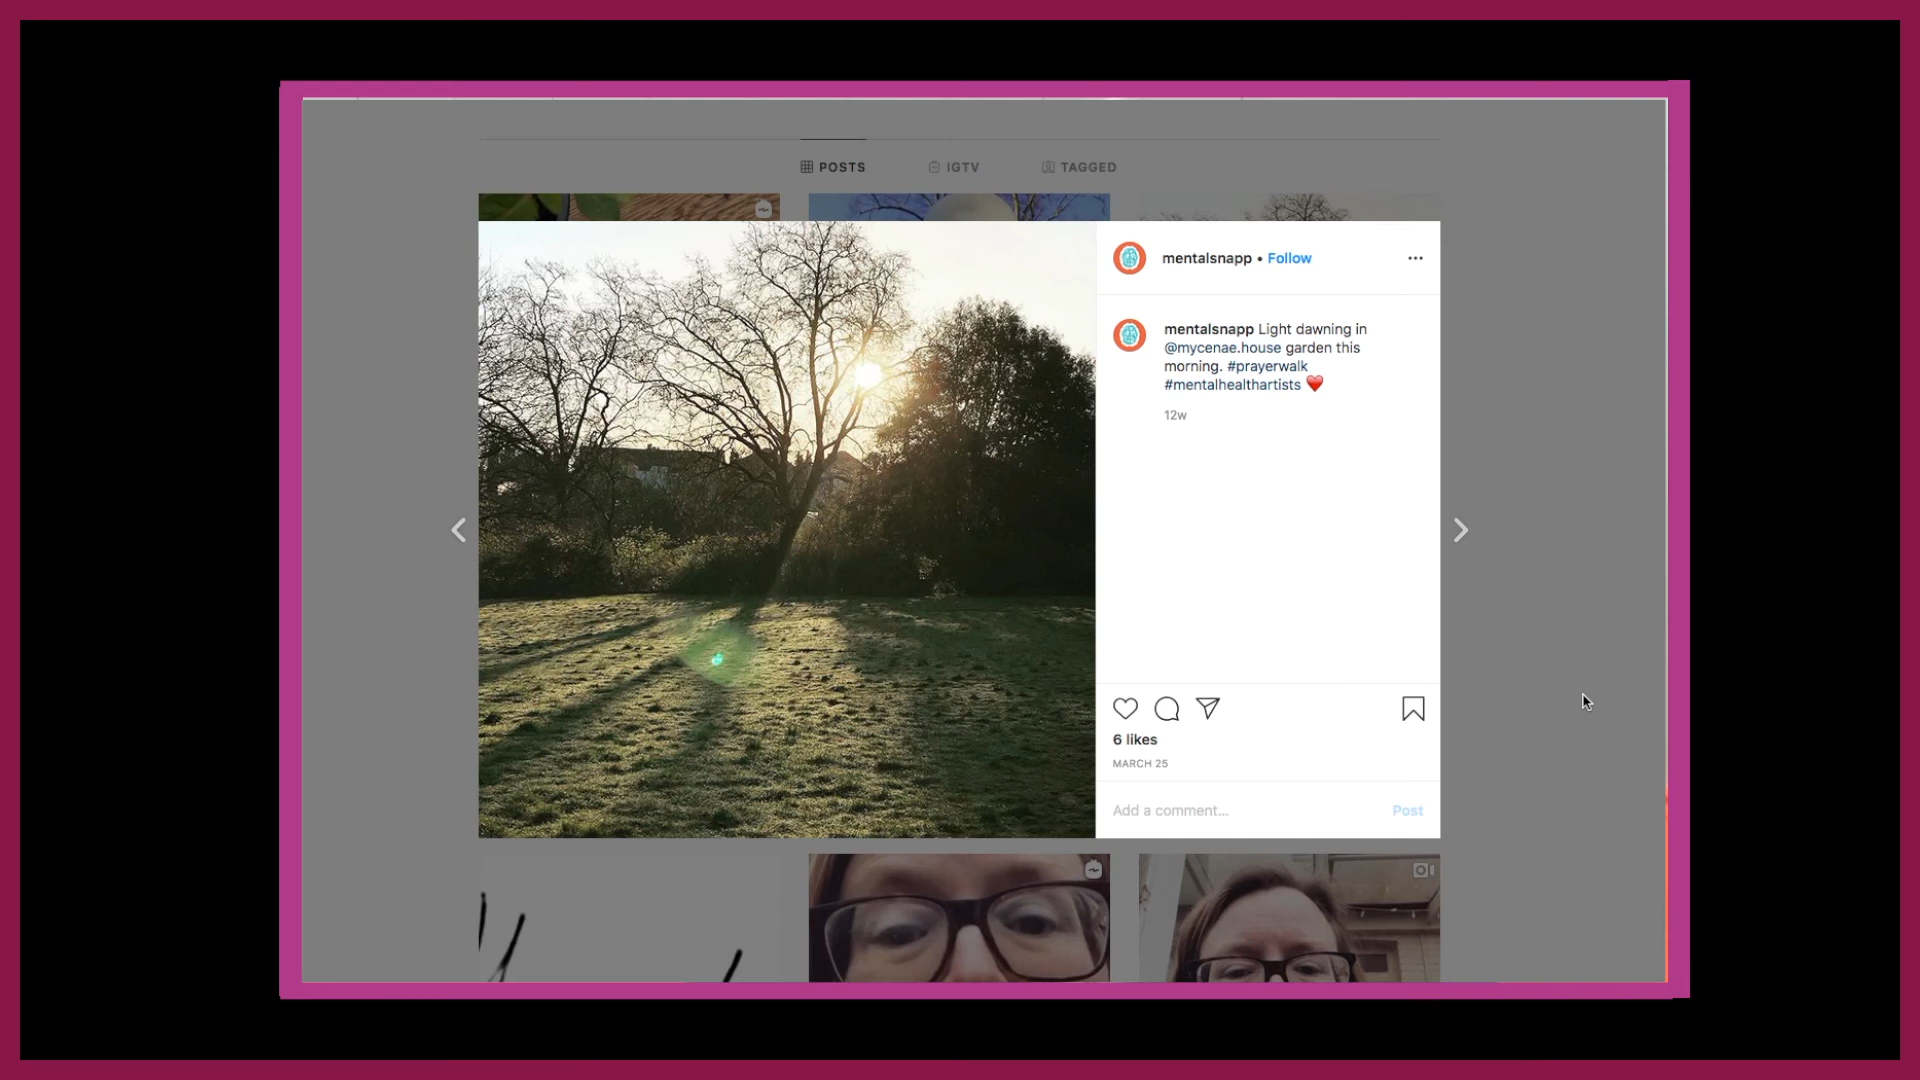 POSTS IGTV TAGGED
mentalsnapp • Follow
mentalsnapp Light dawning in
@mycenae.house garden this
morning. #prayerwalk
#mentalhealthartists ❤️
12w
6 likes
MARCH 25
Add a comment... Post